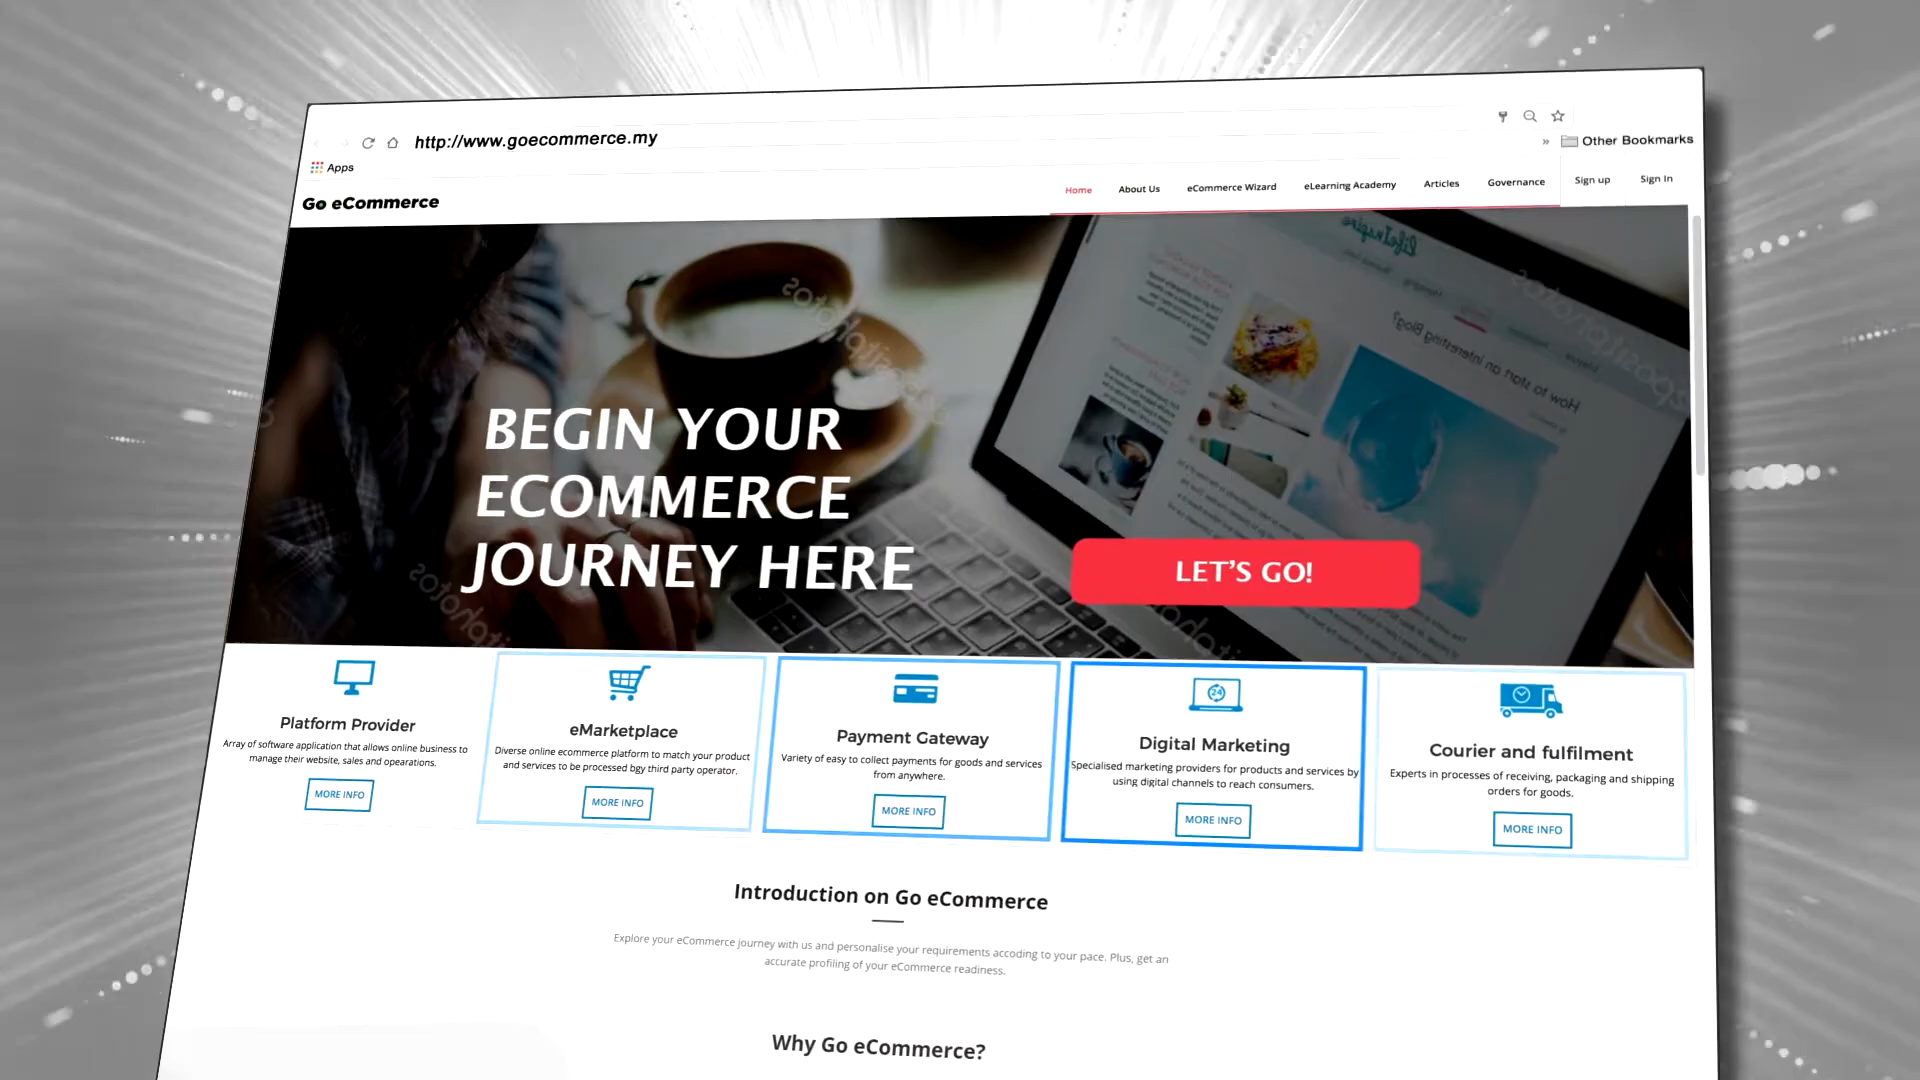 http://www.goecommerce.my
Other Bookmarks
Apps
Go eCommerce
Home About Us eCommerce Wizard eLearning Academy Articles Governance Sign up Sign In
How to start an interesting Blog?
BEGIN YOUR
ECOMMERCE
JOURNEY HERE
LET'S GO!
Platform Provider
Array of software application that allows online business to
manage their website, sales and opearations.
MORE INFO
eMarketplace
Diverse online ecommerce platform to match your product
and services to be processed bgy third party operator.
MORE INFO
Payment Gateway
Variety of easy to collect payments for goods and services
from anywhere.
MORE INFO
Digital Marketing
Specialised marketing providers for products and services by
using digital channels to reach consumers.
MORE INFO
Courier and fulfilment
Experts in processes of receiving, packaging and shipping
orders for goods.
MORE INFO
Introduction on Go eCommerce
Explore your eCommerce journey with us and personalise your requirements accoding to your pace. Plus, get an
accurate profiling of your eCommerce readiness.
Why Go eCommerce?